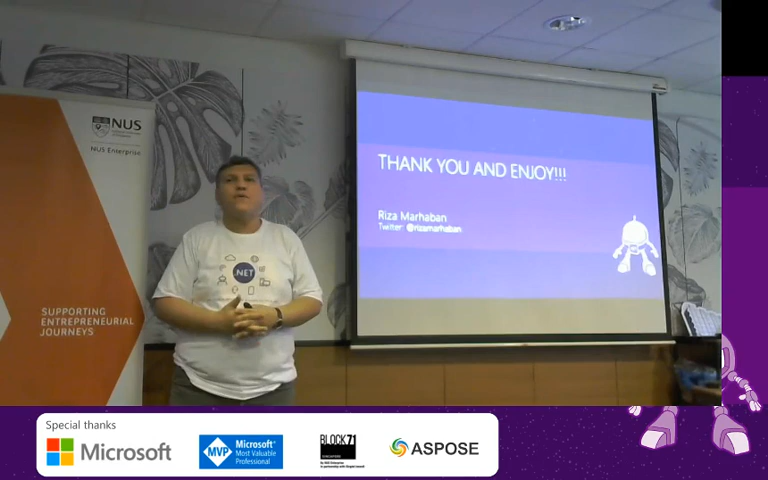 NUS
NUS Enterprise
SUPPORTING
ENTREPRENEURIAL
JOURNEYS
.NET
THANK YOU AND ENJOY!!!
Riza Marhaban
Twitter: @rizamarhaban
Special thanks
Microsoft
MVP
Microsoft®
Most Valuable
Professional
BLOCK71
ASPOSE